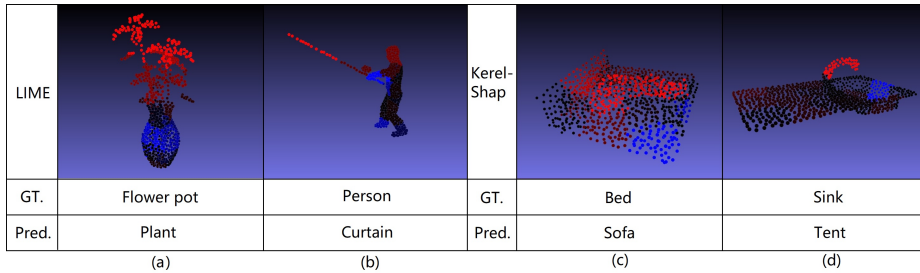 LIME
Kerel-
Shap
GT. Flower pot Person GT. Bed Sink
Pred. Plant Curtain Pred. Sofa Tent
(a) (b) (c) (d)